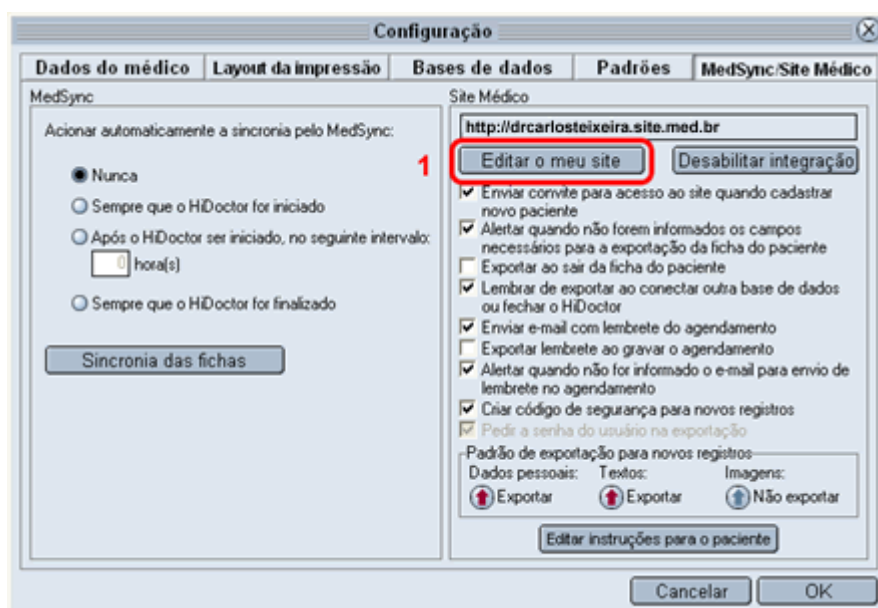 Configuração
Dados do médico
Layout da impressão
Bases de dados
Padrões
MedSync/Site Médico
MedSync
Acionar automaticamente a sincronia pelo MedSync:
Nunca
Sempre que o HiDoctor for iniciado
Após o HiDoctor ser iniciado, no seguinte intervalo:
0 hora(s)
Sempre que o HiDoctor for finalizado
Sincronia das fichas
Site Médico
http://drcarlosteixeira.site.med.br
1
Editar o meu site
Desabilitar integração
Enviar convite para acesso ao site quando cadastrar
novo paciente
Alertar quando não forem informados os campos
necessários para a exportação da ficha do paciente
Exportar ao sair da ficha do paciente
Lembrar de exportar ao conectar outra base de dados
ou fechar o HiDoctor
Enviar e-mail com lembrete do agendamento
Exportar lembrete ao gravar o agendamento
Alertar quando não for informado o e-mail para envio de
lembrete no agendamento
Criar código de segurança para novos registros
Pedir a senha do usuário na exportação
Padrão de exportação para novos registros
Dados pessoais: Textos: Imagens:
Exportar Exportar Não exportar
Editar instruções para o paciente
Cancelar
OK